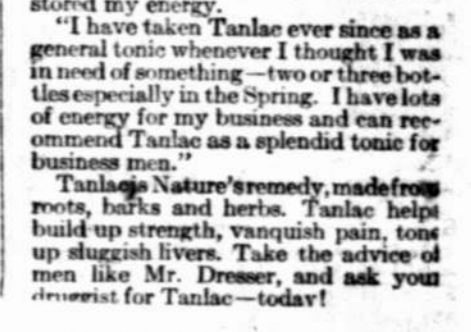 stored my energy.
"I have taken Tanlac ever since as a
general tonic whenever I thought I was
in need of something—two or three bot-
tles especially in the Spring. I have lots
of energy for my business and can rec-
ommend Tanlac as a splendid tonic for
business men."
Tanlac is Nature's remedy, made from
roots, barks and herbs. Tanlac helps
build up strength, vanquish pain, tone
up sluggish livers. Take the advice of
men like Mr. Dresser, and ask your
druggist for Tanlac—today!